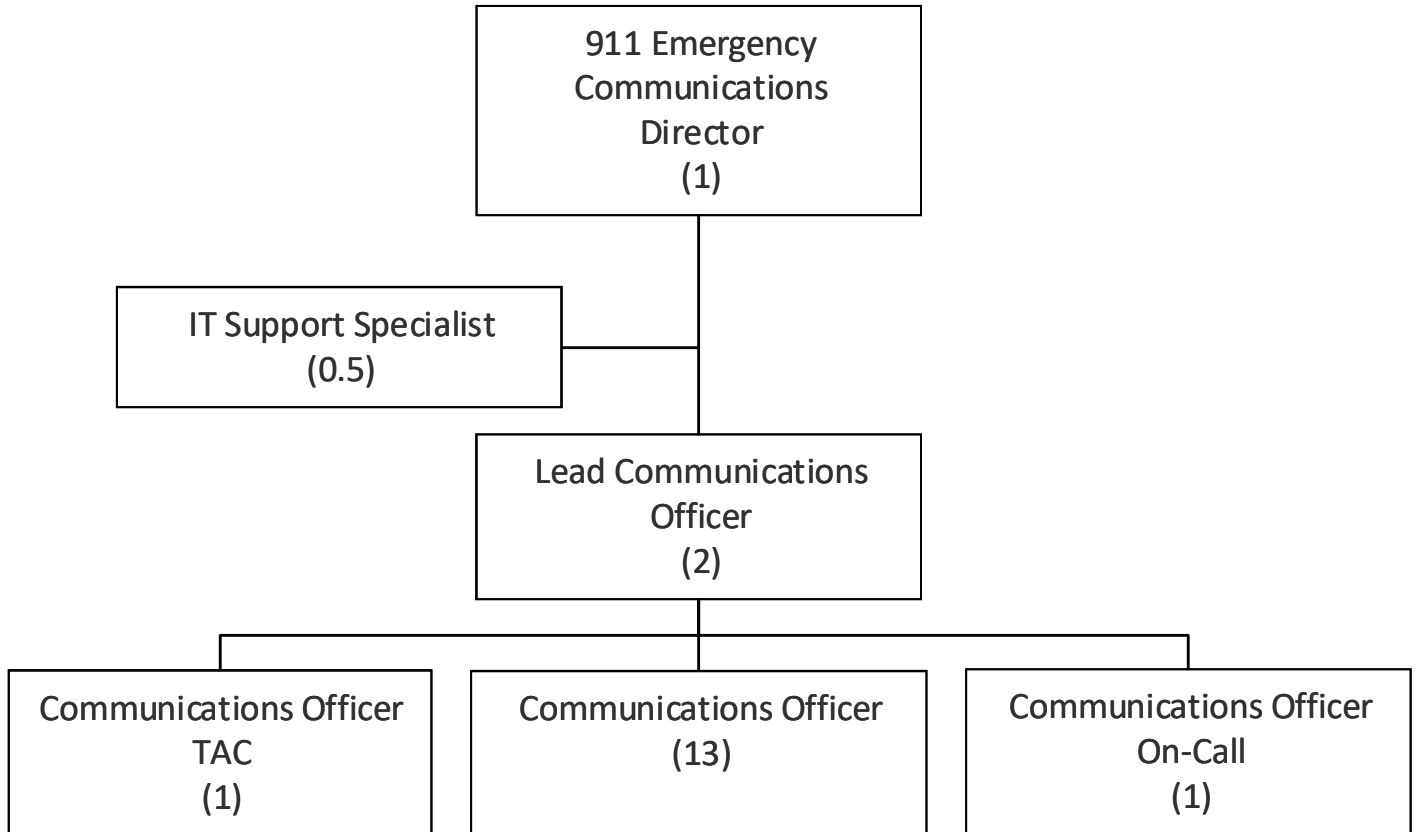 911 Emergency
Communications
Director
(1)
IT Support Specialist
(0.5)
Lead Communications
Officer
(2)
Communications Officer
TAC
(1)
Communications Officer
(13)
Communications Officer
On-Call
(1)